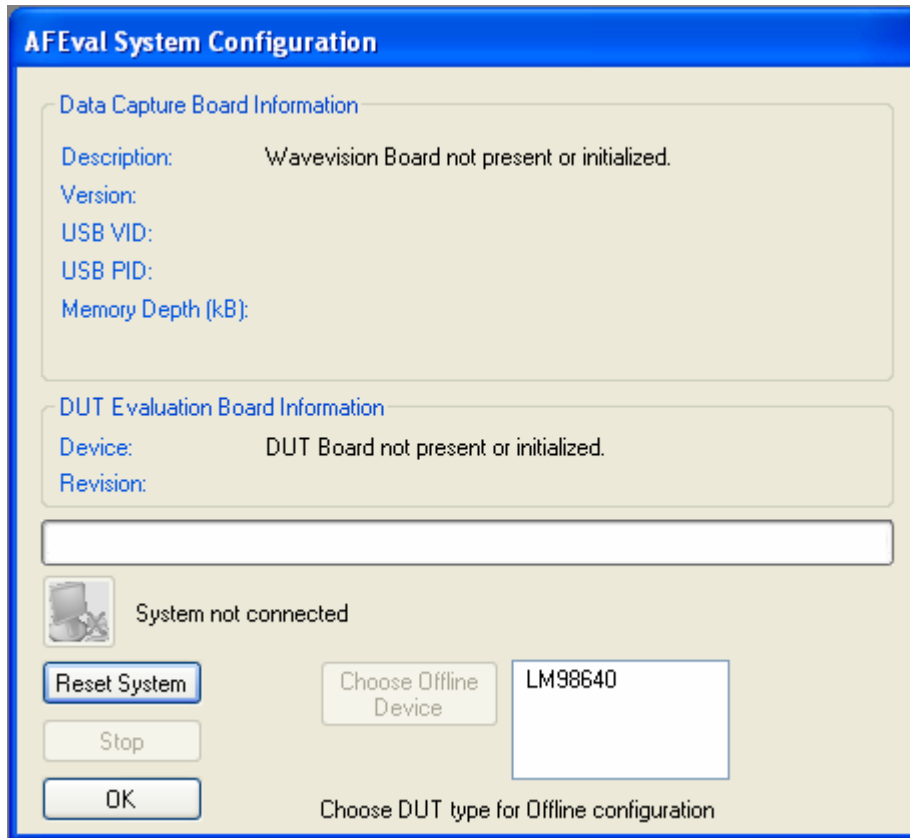 AFEval System Configuration
Data Capture Board Information
Description: Wavevision Board not present or initialized.
Version:
USB VID:
USB PID:
Memory Depth (kB):
DUT Evaluation Board Information
Device: DUT Board not present or initialized.
Revision:
System not connected
Reset System
Choose Offline
Device
LM98640
Stop
OK
Choose DUT type for Offline configuration